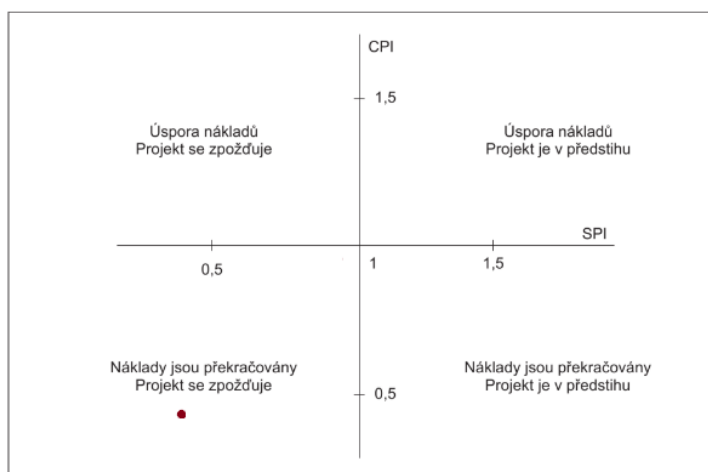 CPI
1,5
Úspora nákladů
Projekt se zpožďuje
Úspora nákladů
Projekt je v předstihu
SPI
0,5
1
1,5
Náklady jsou překračovány
Projekt se zpožďuje
Náklady jsou překračovány
Projekt je v předstihu
0,5